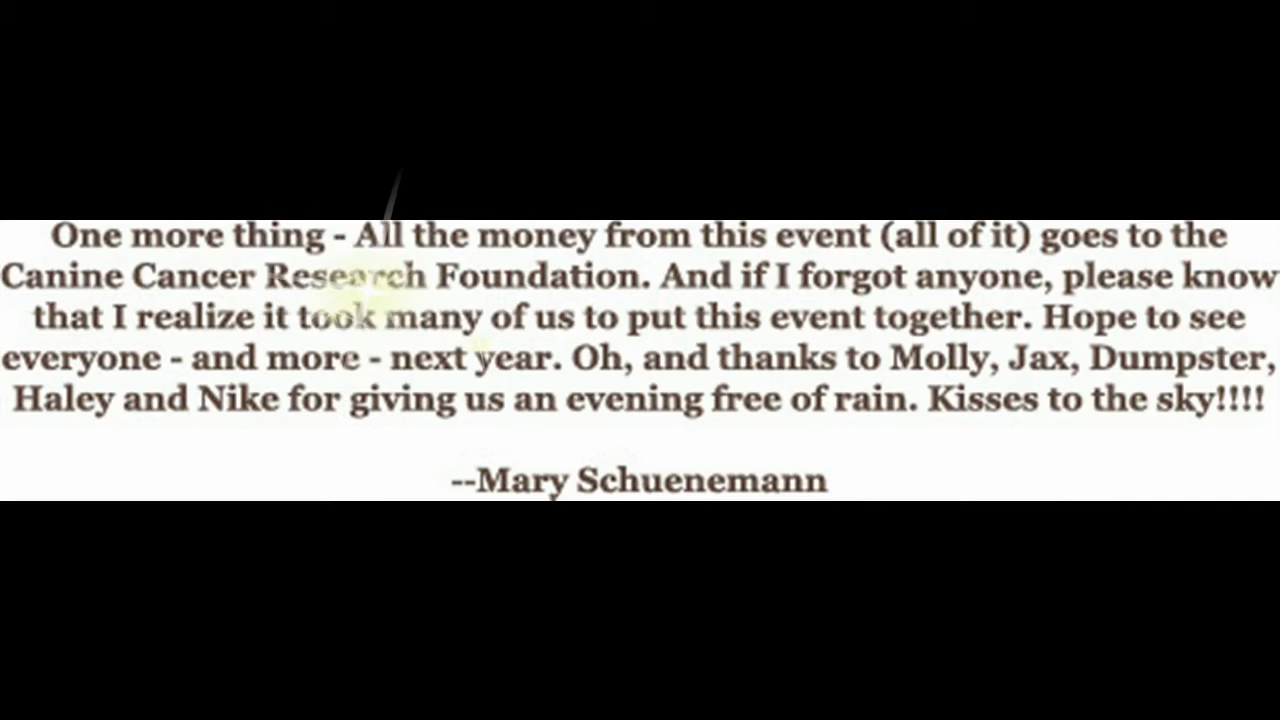 One more thing - All the money from this event (all of it) goes to the
Canine Cancer Research Foundation. And if I forgot anyone, please know
that I realize it took many of us to put this event together. Hope to see
everyone - and more - next year. Oh, and thanks to Molly, Jax, Dumpster,
Haley and Nike for giving us an evening free of rain. Kisses to the sky!!!!
--Mary Schuenemann